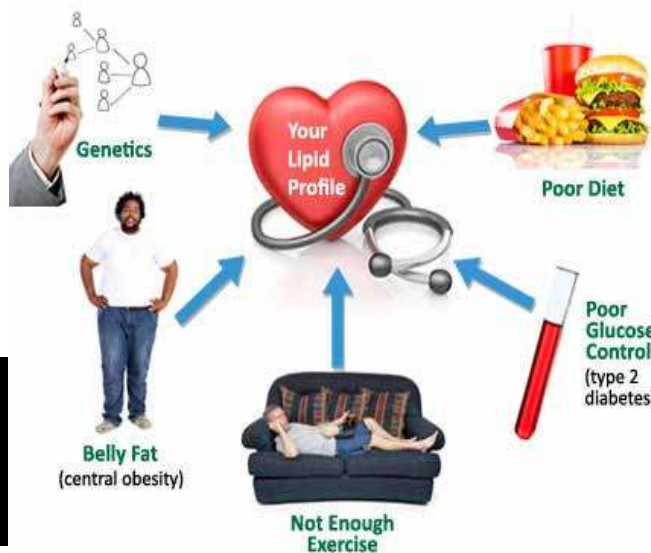 Your
Lipid
Profile
Genetics
Poor Diet
Belly Fat
(central obesity)
Not Enough
Exercise
Poor
Glucose
Control
(type 2
diabetes)